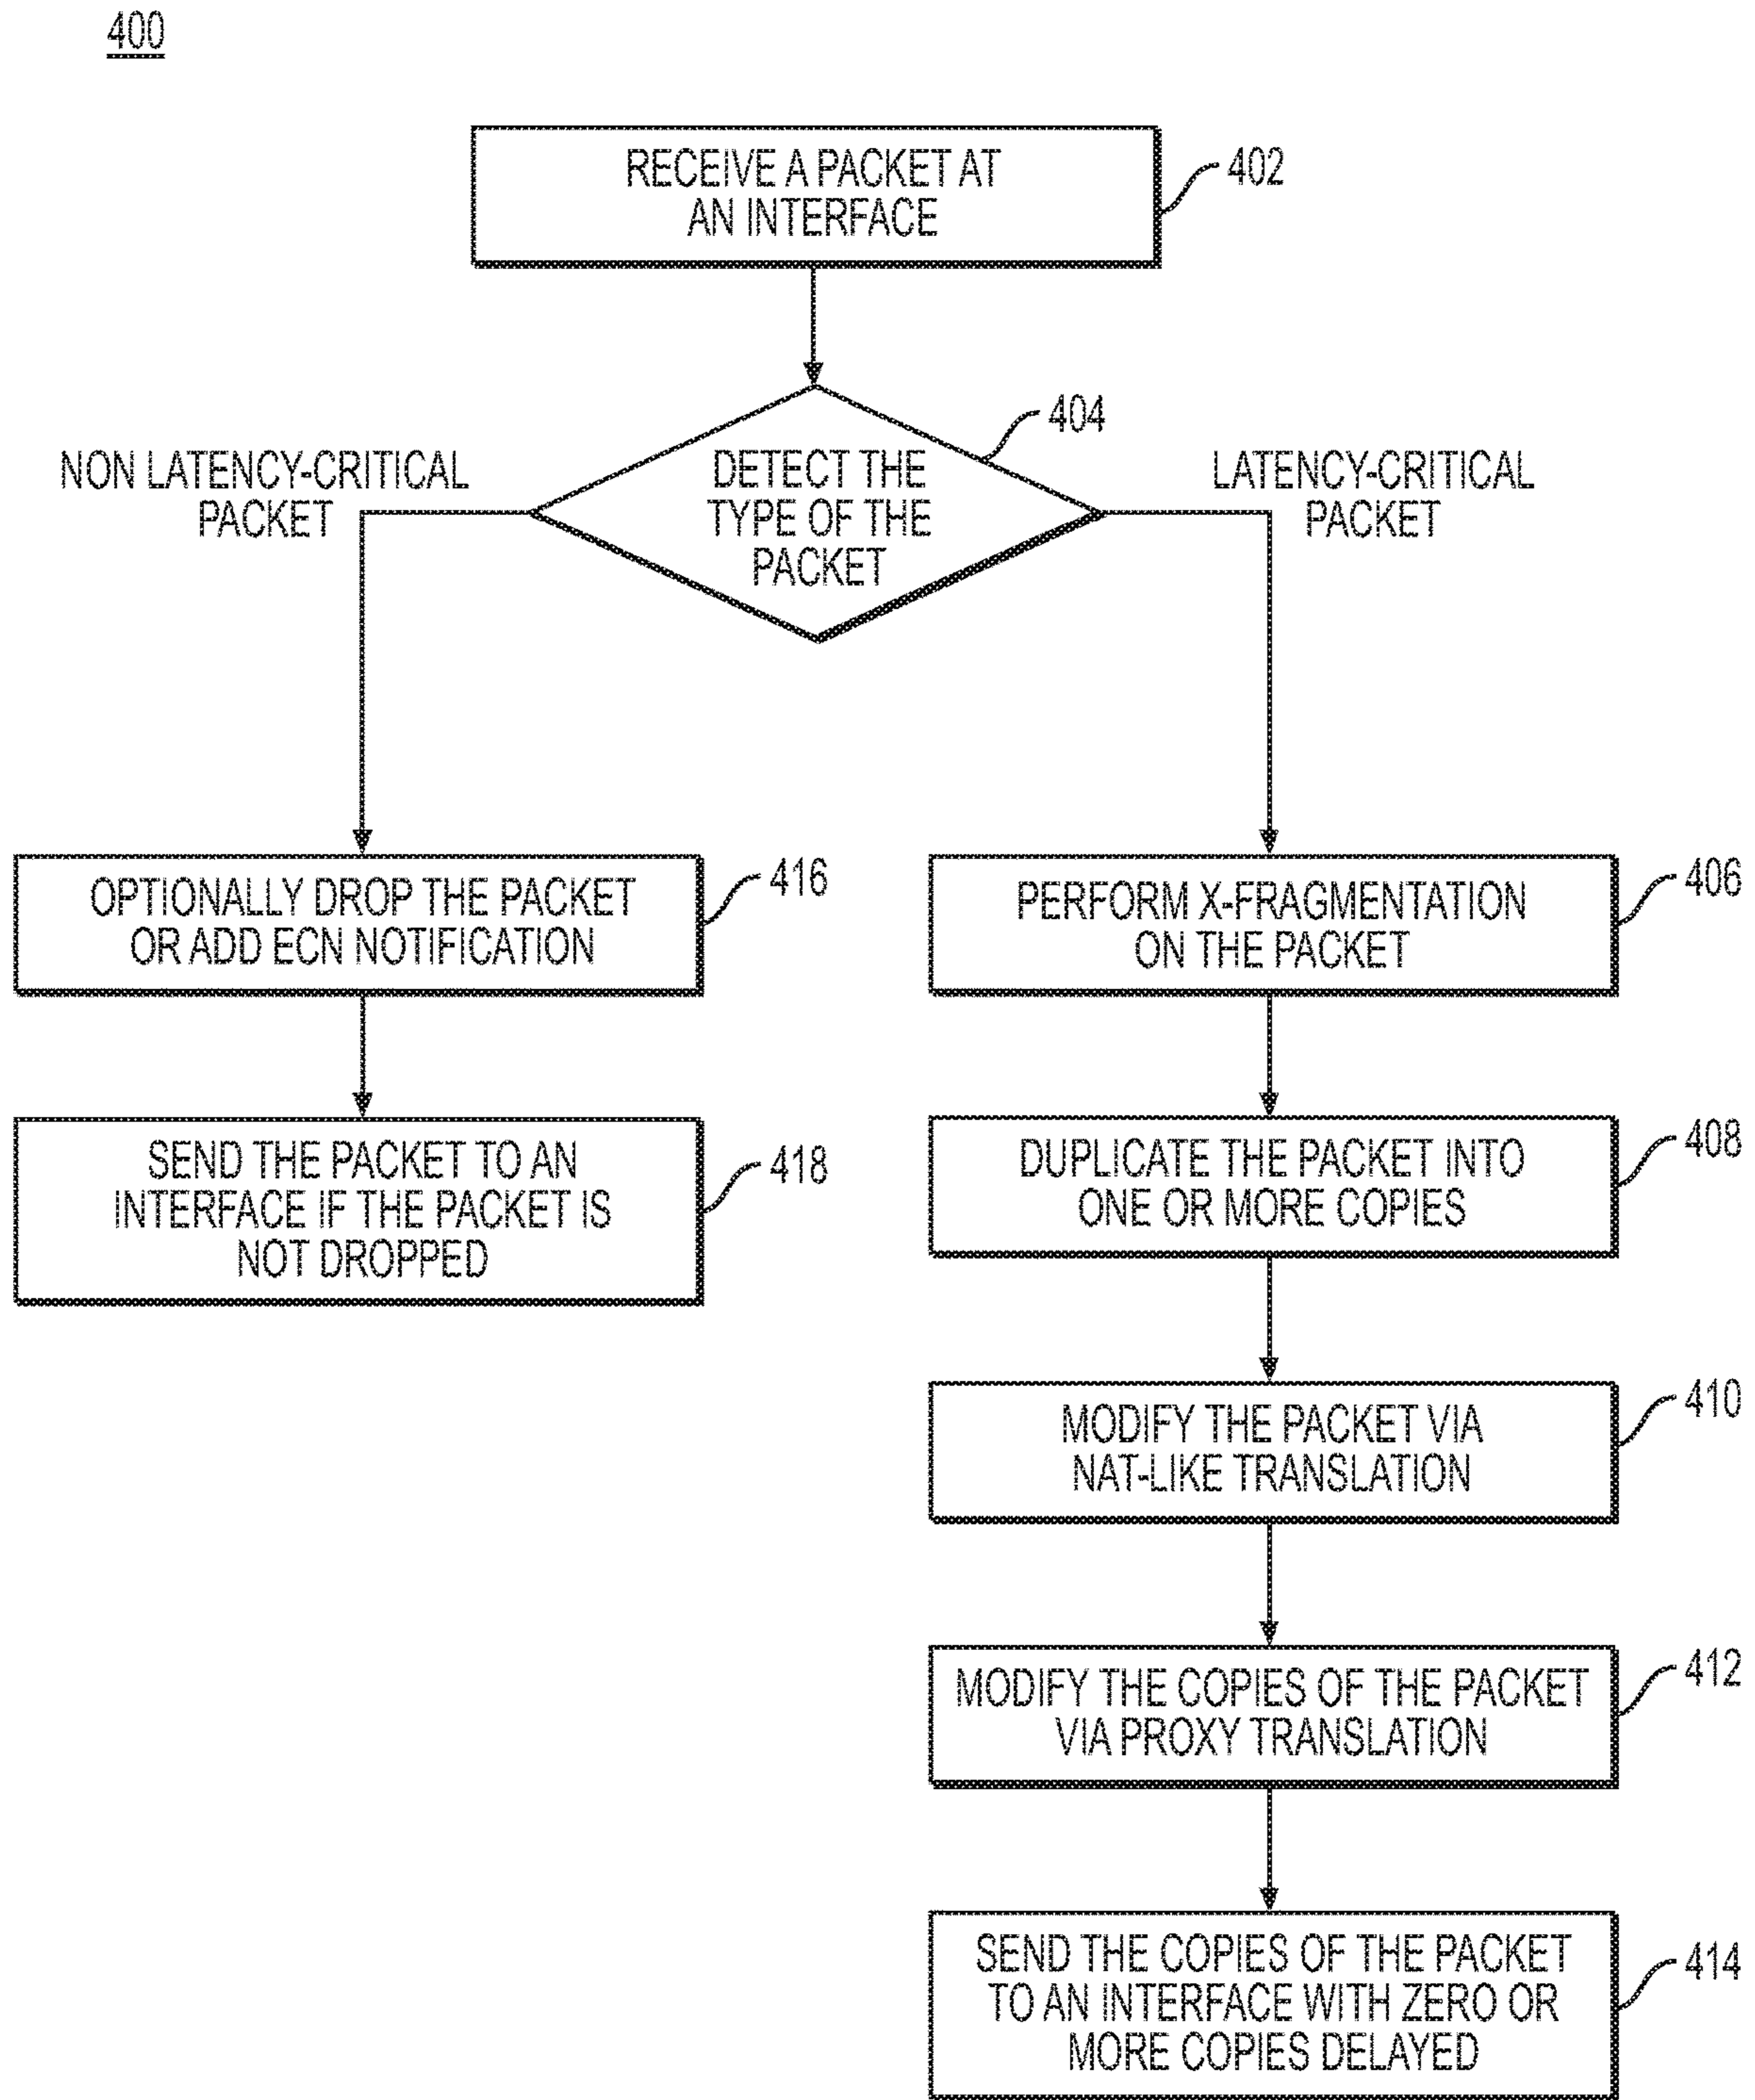 400
RECEIVE A PACKET AT
AN INTERFACE
402
404
NON LATENCY-CRITICAL
PACKET
DETECT THE
TYPE OF THE
PACKET
LATENCY-CRITICAL
PACKET
OPTIONALLY DROP THE PACKET
OR ADD ECN NOTIFICATION
416
PERFORM X-FRAGMENTATION
ON THE PACKET
406
SEND THE PACKET TO AN
INTERFACE IF THE PACKET IS
NOT DROPPED
418
DUPLICATE THE PACKET INTO
ONE OR MORE COPIES
408
MODIFY THE PACKET VIA
NAT-LIKE TRANSLATION
410
MODIFY THE COPIES OF THE PACKET
VIA PROXY TRANSLATION
412
SEND THE COPIES OF THE PACKET
TO AN INTERFACE WITH ZERO OR
MORE COPIES DELAYED
414